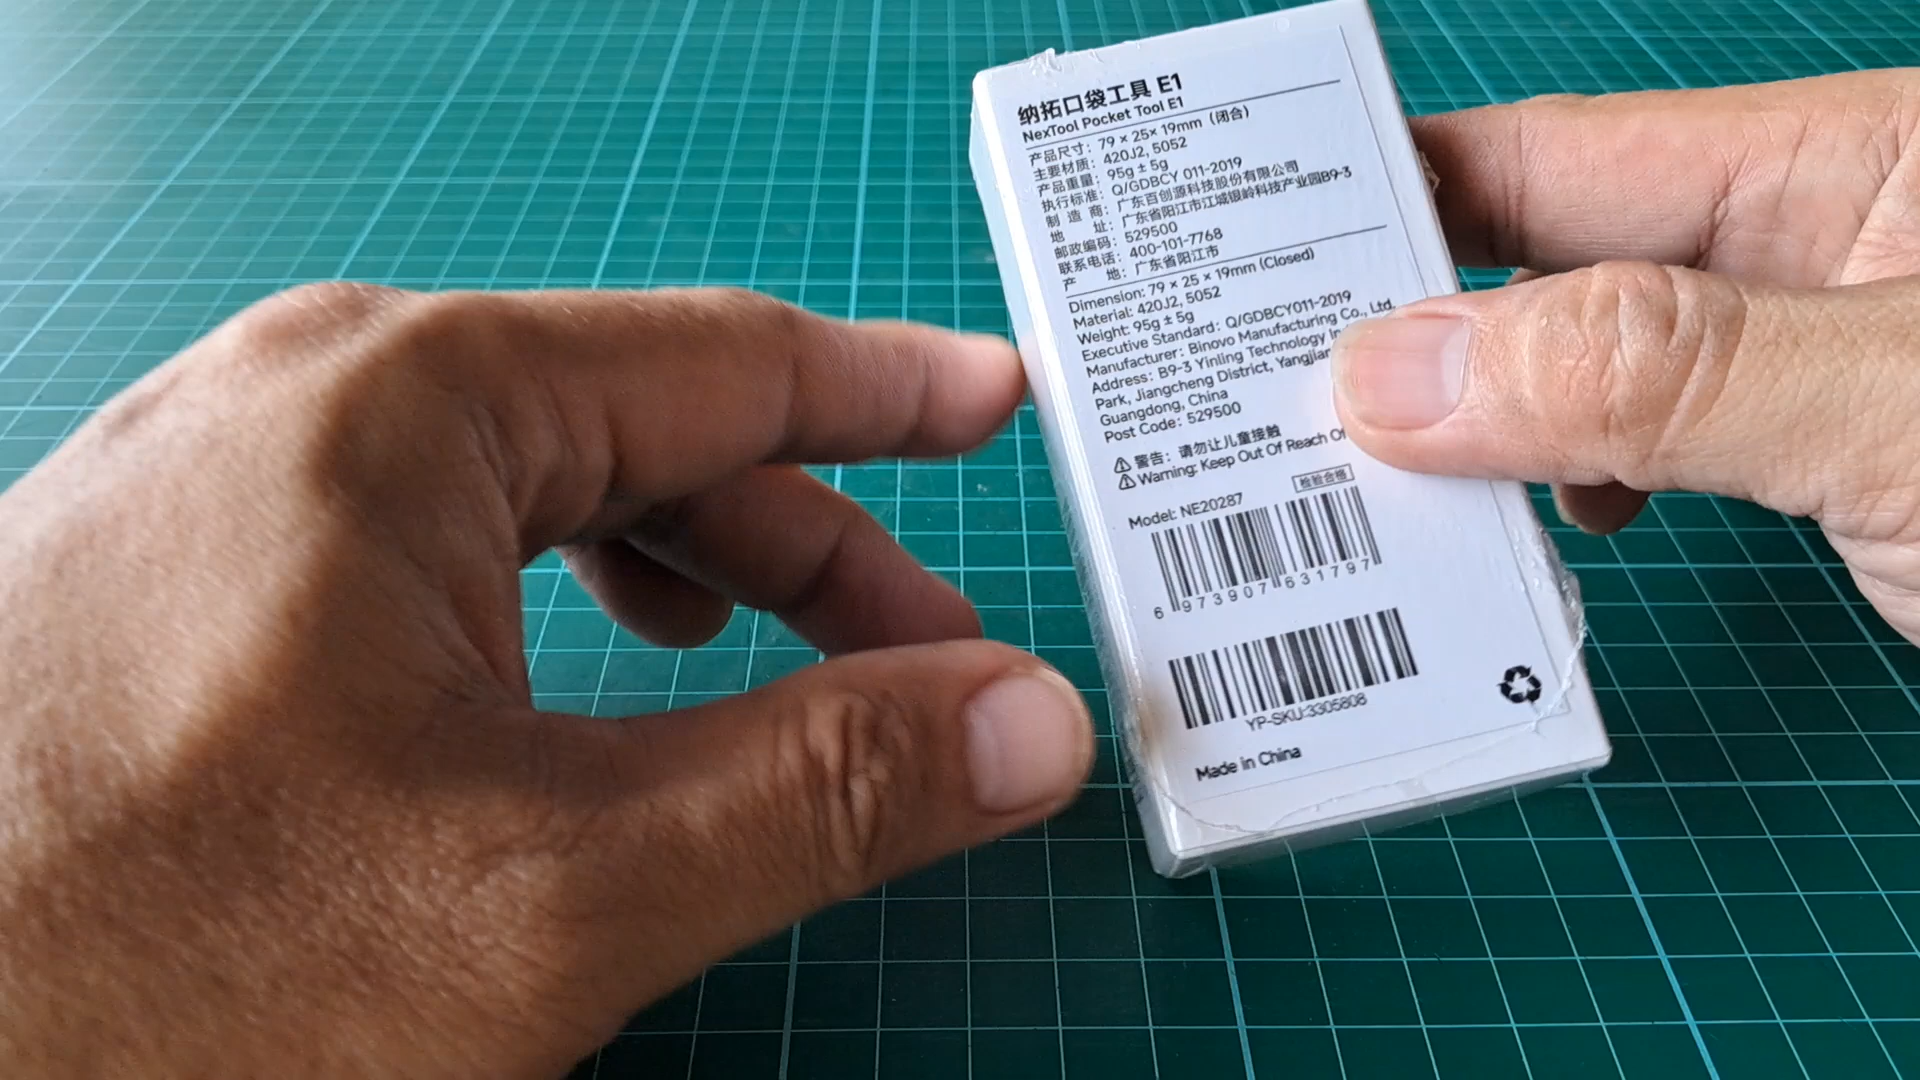 纳拓口袋工具 E1
NexTool Pocket Tool E1
产品尺寸：79 × 25× 19mm（闭合）
主要材质：420J2, 5052
产品重量：95g ± 5g
执行标准：Q/GDBCY 011-2019
制 造 商：广东百创源科技股份有限公司
地 址：广东省阳江市江城银岭科技产业园B9-3
邮政编码：529500
联系电话：400-101-7768
产 地：广东省阳江市
Dimension: 79 × 25 × 19mm (Closed)
Material: 420J2, 5052
Weight: 95g ± 5g
Executive Standard: Q/GDBCY011-2019
Manufacturer: Binovo Manufacturing Co., Ltd.
Address: B9-3 Yinling Technology
Park, Jiangcheng District, Yangjian
Guangdong, China
Post Code: 529500
⚠ 警告：请勿让儿童接触
⚠ Warning: Keep Out Of Reach Of
检验合格
Model: NE20287
6 973907 631797
YP-SKU:3305808
Made in China